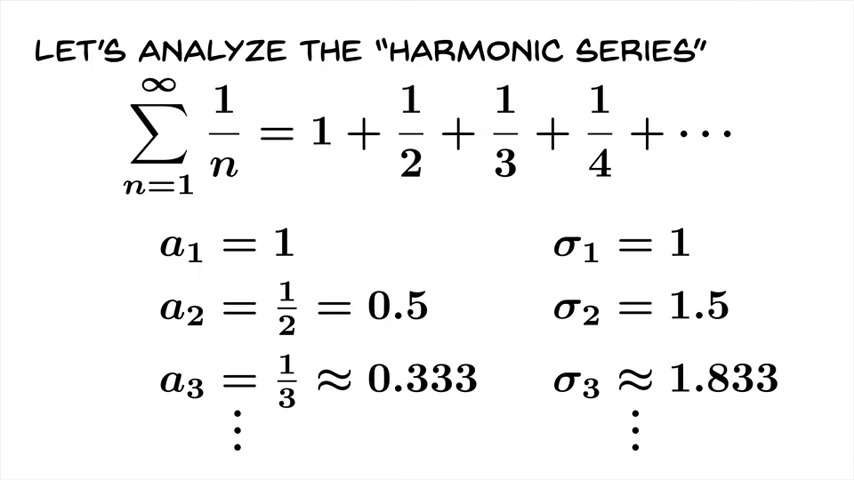 LET'S ANALYZE THE "HARMONIC SERIES"
∑_{n=1}^{∞} 1/n = 1 + 1/2 + 1/3 + 1/4 + ⋯
a₁ = 1 σ₁ = 1
a₂ = 1/2 = 0.5 σ₂ = 1.5
a₃ = 1/3 ≈ 0.333 σ₃ ≈ 1.833
⋮ ⋮